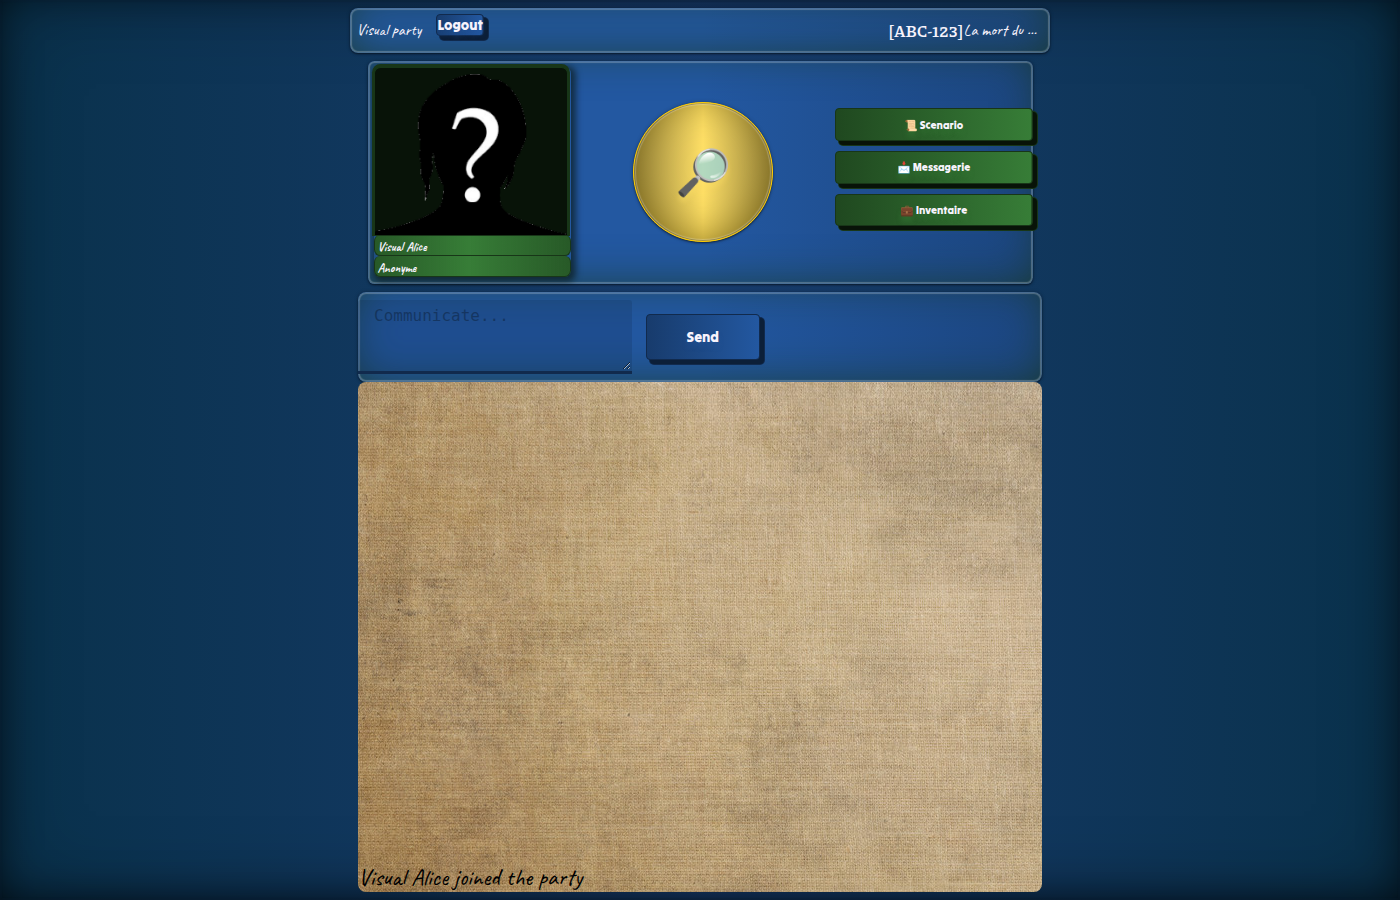 Visual party Logout [ABC-123] La mort du ...
?
Scenario
Messagerie
Inventaire
Visual Alice
Anonyme
Communicate...
Send
Visual Alice joined the party